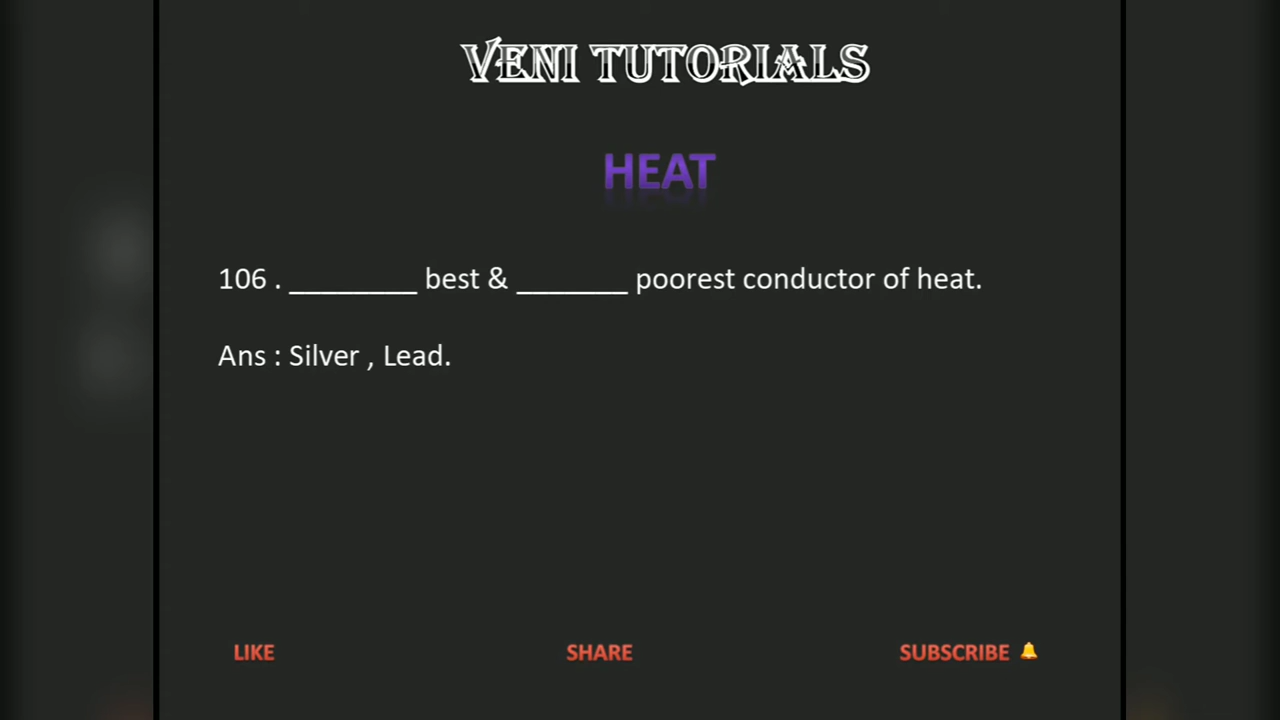 VENI TUTORIALS
HEAT
106 . ________ best & _______ poorest conductor of heat.
Ans : Silver , Lead.
LIKE SHARE SUBSCRIBE